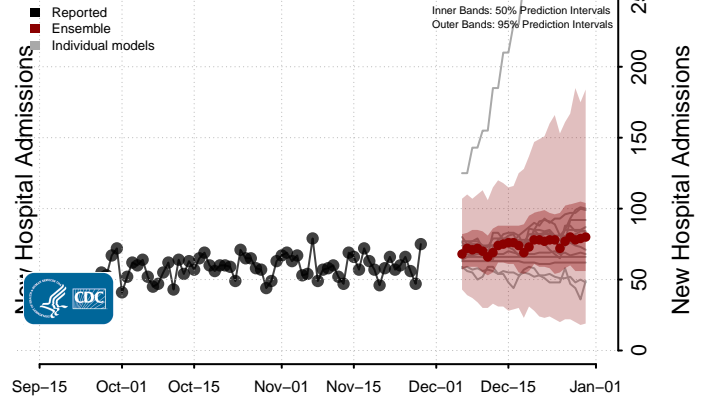 Reported
Ensemble
Individual models
Inner Bands: 50% Prediction Intervals
Outer Bands: 95% Prediction Intervals
New Hospital Admissions
CDC
200
150
100
50
0
New Hospital Admissions
Sep–15 Oct–01 Oct–15 Nov–01 Nov–15 Dec–01 Dec–15 Jan–01